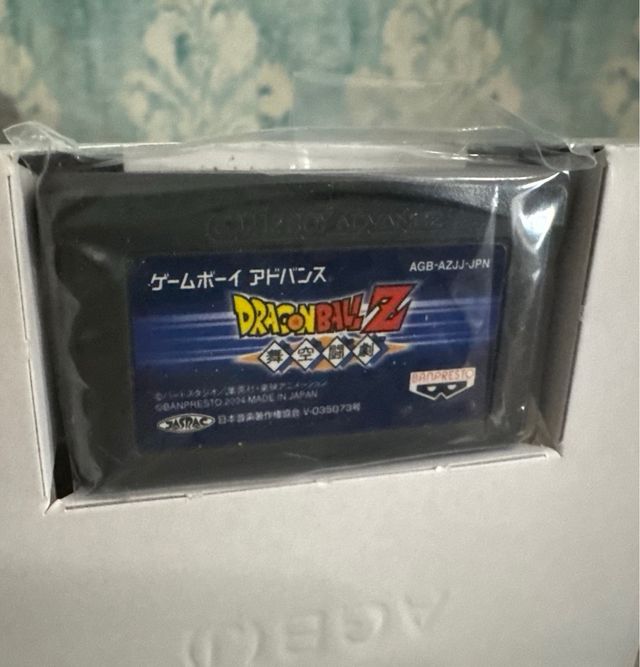 ゲームボーイ アドバンス
AGB-AZJJ-JPN
DRAGON BALL Z
舞空闘劇
BANPRESTO
©バードスタジオ/集英社・東映アニメーション
©BANPRESTO 2004 MADE IN JAPAN
JASRAC 日本音楽著作権協会 V-035073号
AGB